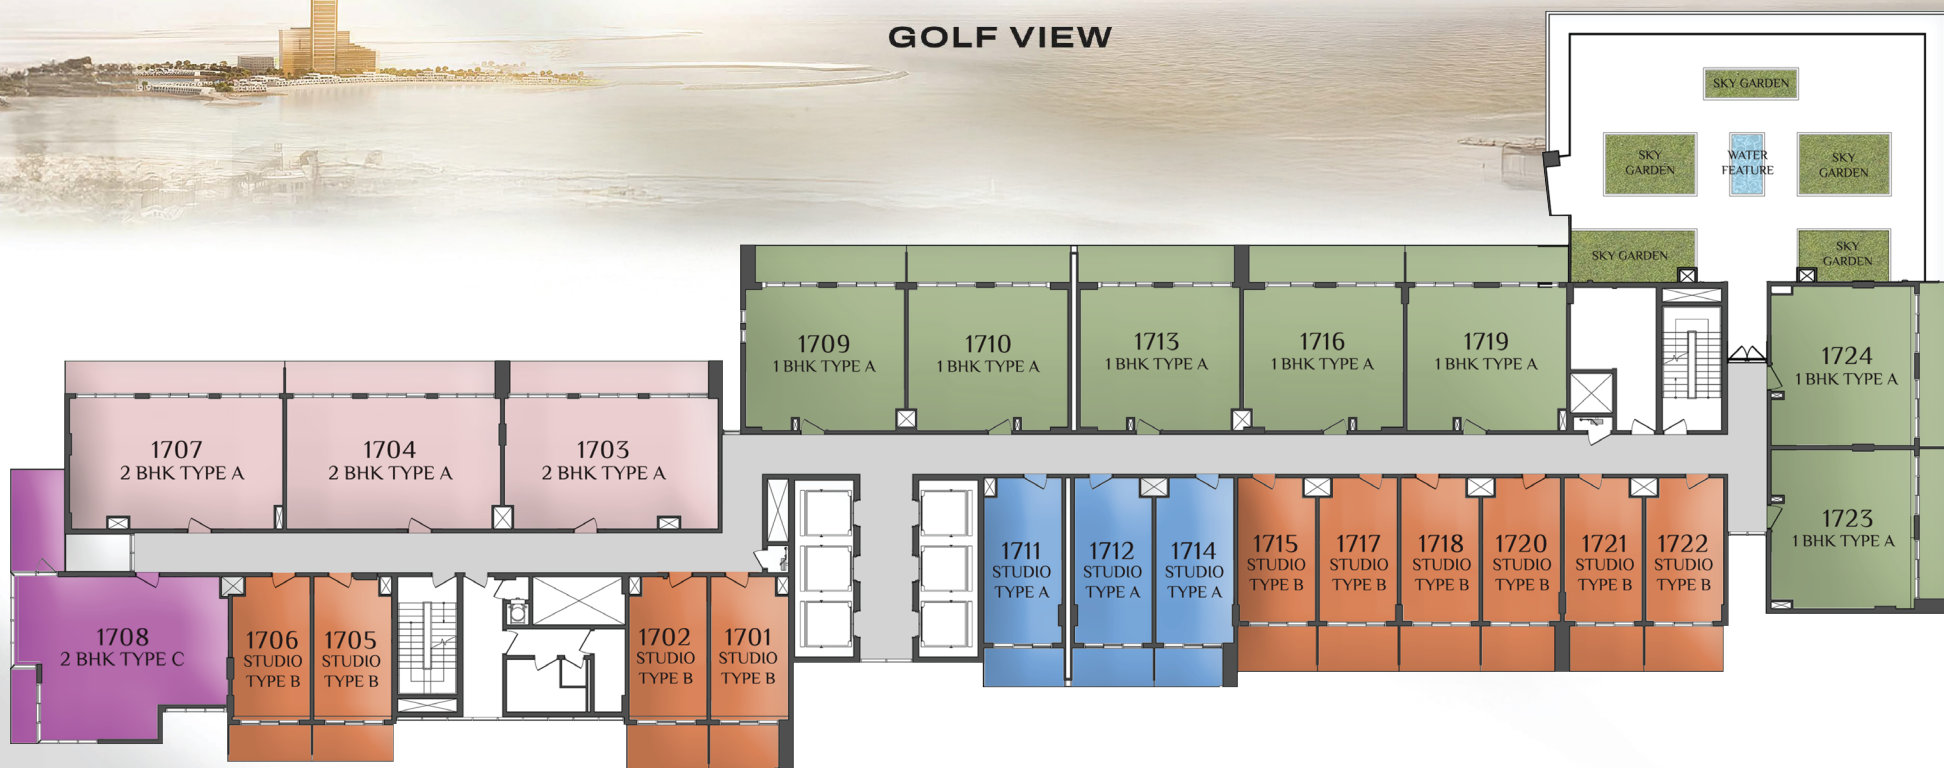 GOLF VIEW
SKY GARDEN
SKY
GARDEN
WATER
FEATURE
SKY
GARDEN
SKY GARDEN
SKY
GARDEN
1709
1 BHK TYPE A
1710
1 BHK TYPE A
1713
1 BHK TYPE A
1716
1 BHK TYPE A
1719
1 BHK TYPE A
1724
1 BHK TYPE A
1707
2 BHK TYPE A
1704
2 BHK TYPE A
1703
2 BHK TYPE A
1723
1 BHK TYPE A
1711
STUDIO
TYPE A
1712
STUDIO
TYPE A
1714
STUDIO
TYPE A
1715
STUDIO
TYPE B
1717
STUDIO
TYPE B
1718
STUDIO
TYPE B
1720
STUDIO
TYPE B
1721
STUDIO
TYPE B
1722
STUDIO
TYPE B
1708
2 BHK TYPE C
1706
STUDIO
TYPE B
1705
STUDIO
TYPE B
1702
STUDIO
TYPE B
1701
STUDIO
TYPE B